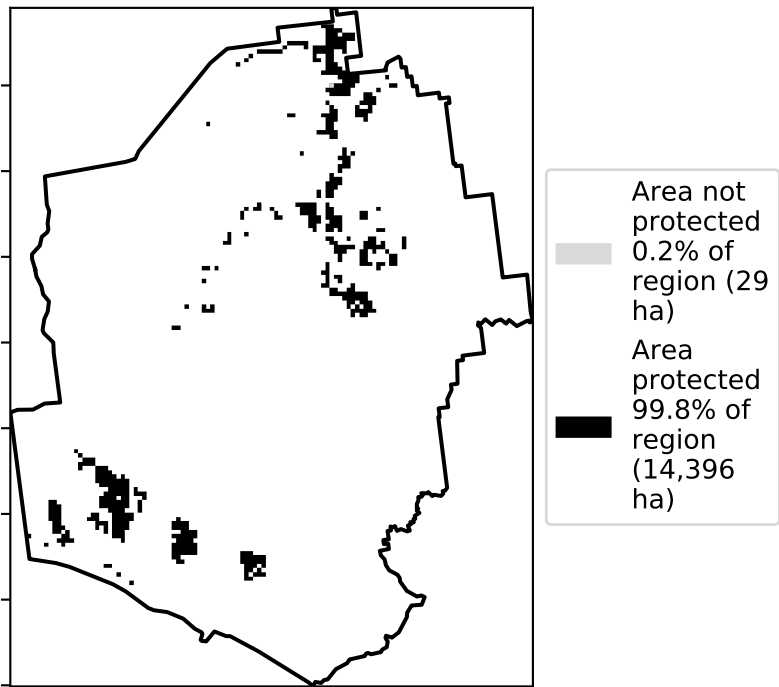 Area not
protected
0.2% of
region (29
ha)
Area
protected
99.8% of
region
(14,396
ha)